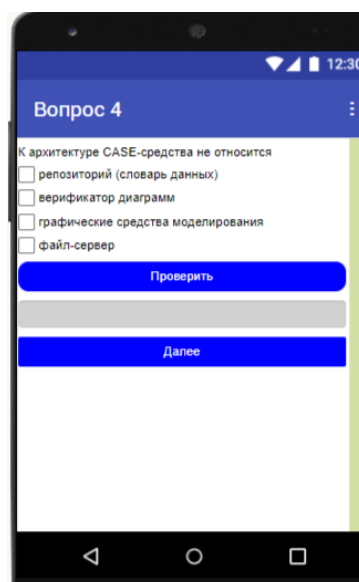 12:30
Вопрос 4
К архитектуре CASE-средства не относится
репозиторий (словарь данных)
верификатор диаграмм
графические средства моделирования
файл-сервер
Проверить
Далее